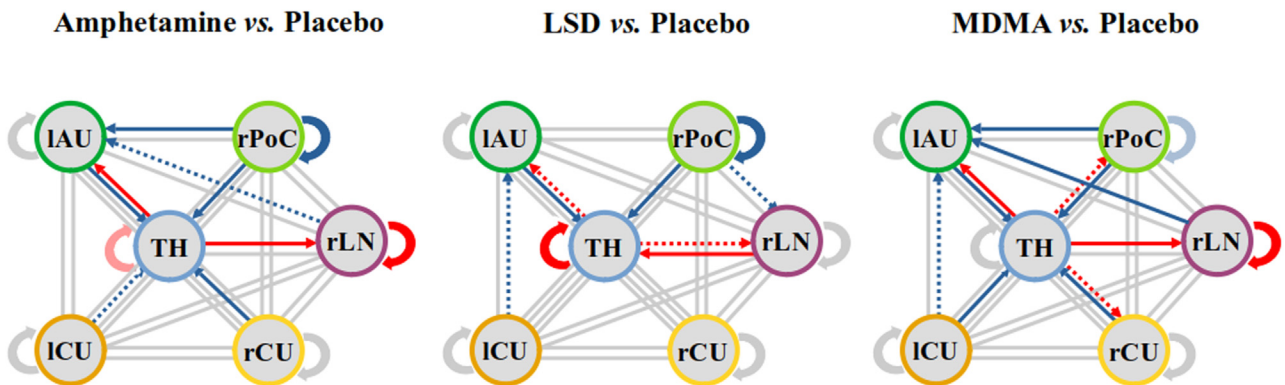 Amphetamine vs. Placebo
LSD vs. Placebo
MDMA vs. Placebo
lAU
rPoC
TH
rLN
lCU
rCU
lAU
rPoC
TH
rLN
lCU
rCU
lAU
rPoC
TH
rLN
lCU
rCU